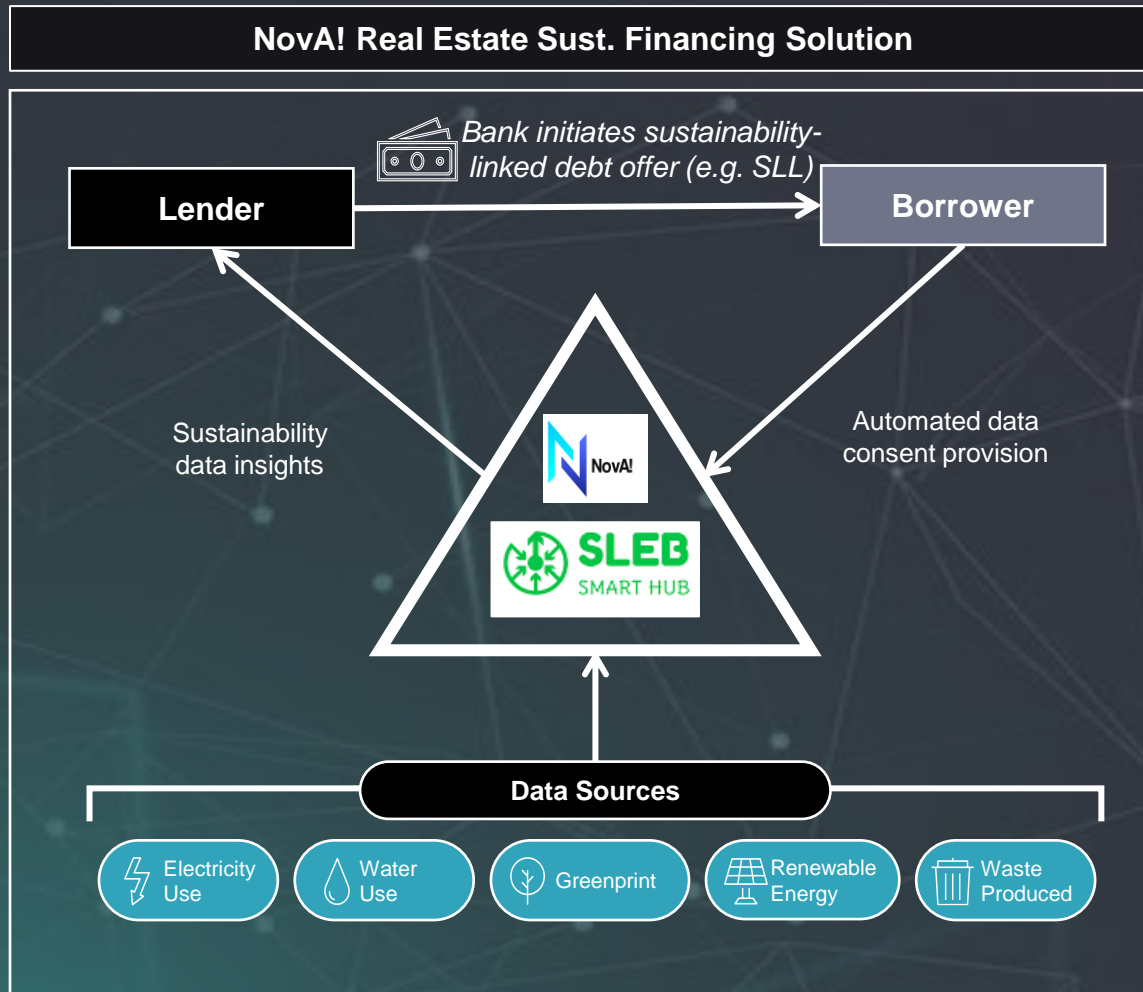 NovA! Real Estate Sust. Financing Solution
Bank initiates sustainability-
linked debt offer (e.g. SLL)
Lender
Borrower
Sustainability
data insights
Automated data
consent provision
NovA!
SLEB
SMART HUB
Data Sources
Electricity
Use
Water
Use
Greenprint
Renewable
Energy
Waste
Produced